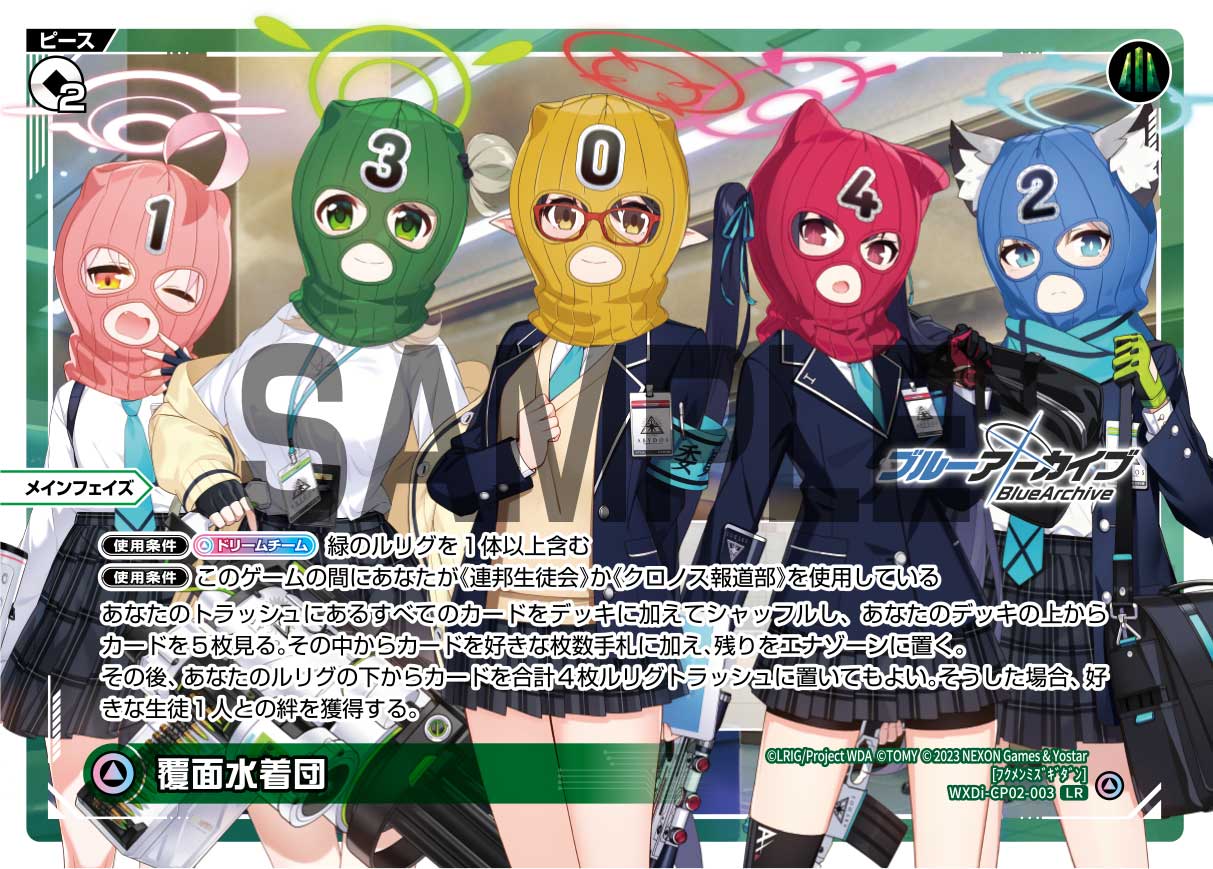 ピース
2
1
3
0
4
2
SAMPLE
ABYDOS
委
メインフェイズ
ブルーアーカイブ
BlueArchive
使用条件 ドリームチーム 緑のルリグを1体以上含む
使用条件 このゲームの間にあなたが《連邦生徒会》か《クロノス報道部》を使用している
あなたのトラッシュにあるすべてのカードをデッキに加えてシャッフルし、あなたのデッキの上から
カードを5枚見る。その中からカードを好きな枚数手札に加え、残りをエナゾーンに置く。
その後、あなたのルリグの下からカードを合計4枚ルリグトラッシュに置いてもよい。そうした場合、好
きな生徒1人との絆を獲得する。
覆面水着団
©LRIG/Project WDA ©TOMY © 2023 NEXON Games & Yostar
[フクメンミズギダン]
WXDi-CP02-003 LR